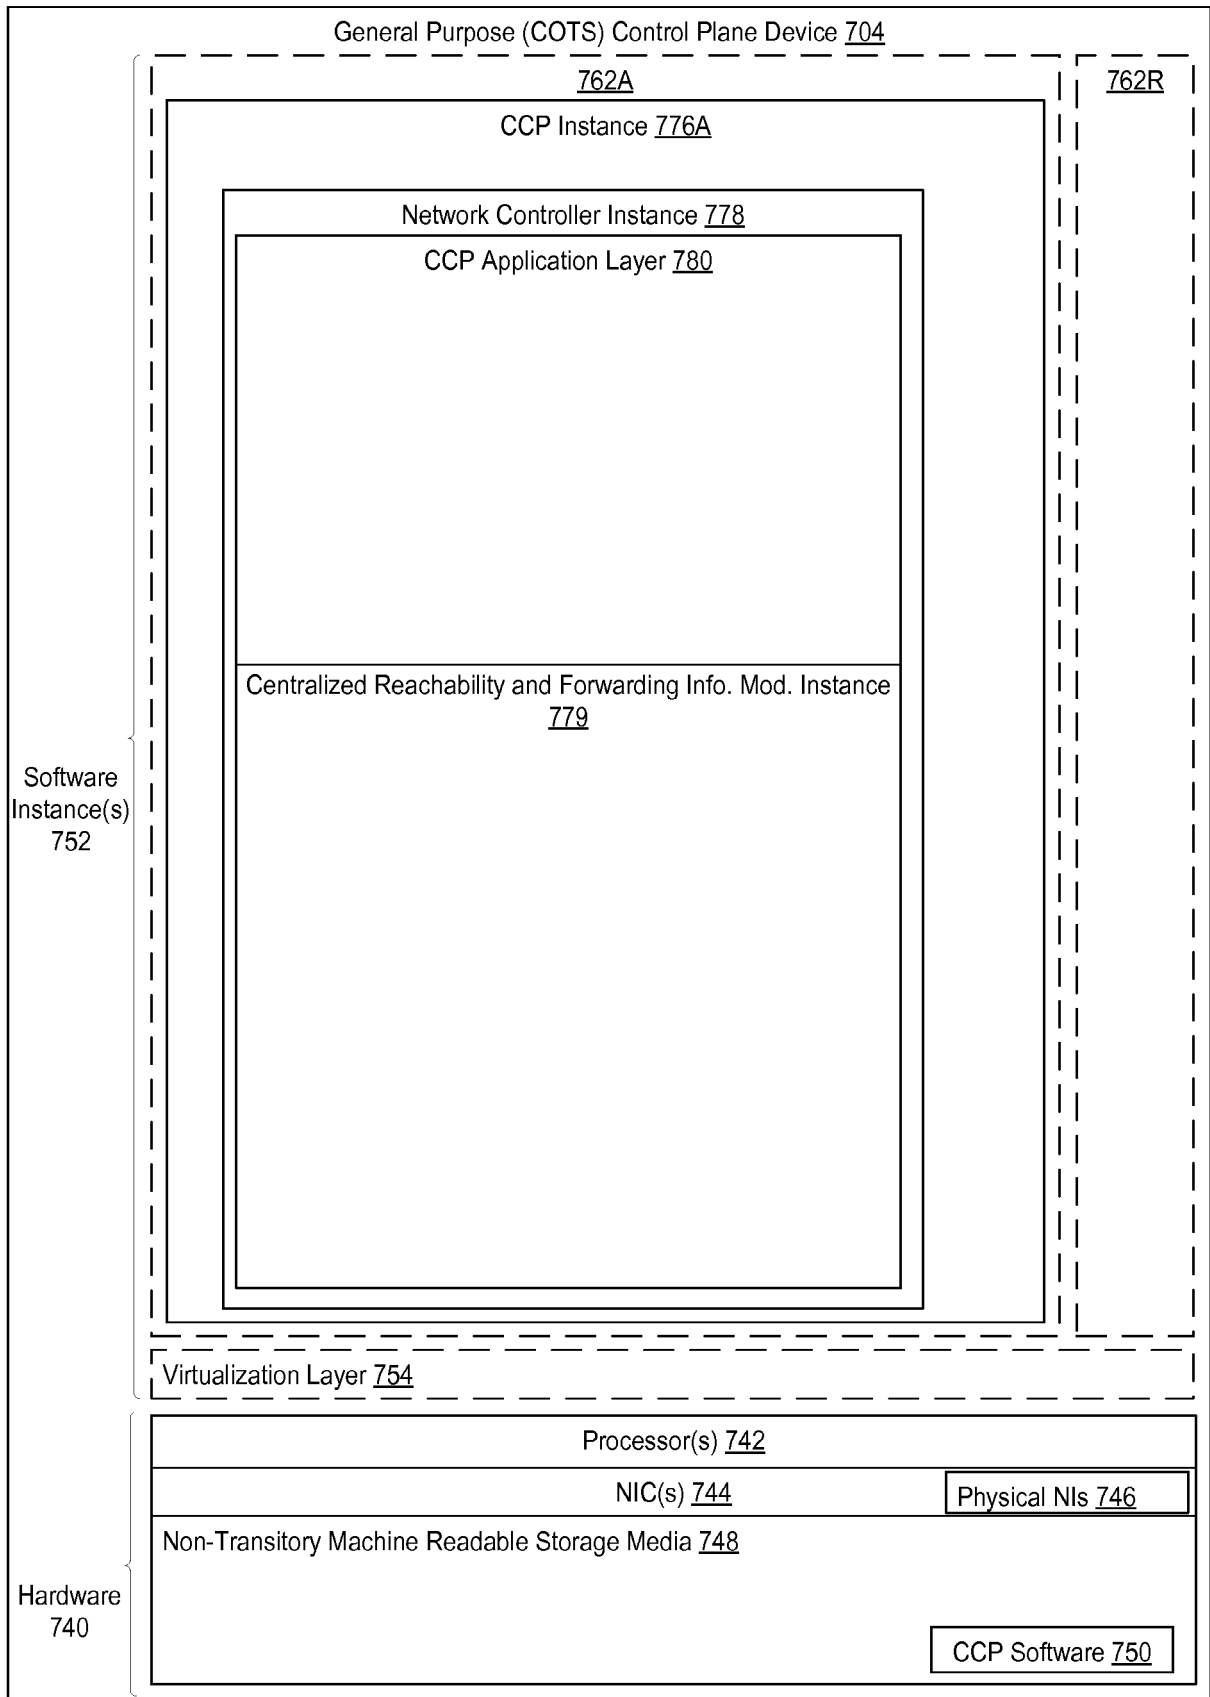 General Purpose (COTS) Control Plane Device 704
762A
762R
CCP Instance 776A
Network Controller Instance 778
CCP Application Layer 780
Centralized Reachability and Forwarding Info. Mod. Instance
779
Software
Instance(s)
752
Virtualization Layer 754
Processor(s) 742
NIC(s) 744
Physical NIs 746
Non-Transitory Machine Readable Storage Media 748
Hardware
740
CCP Software 750